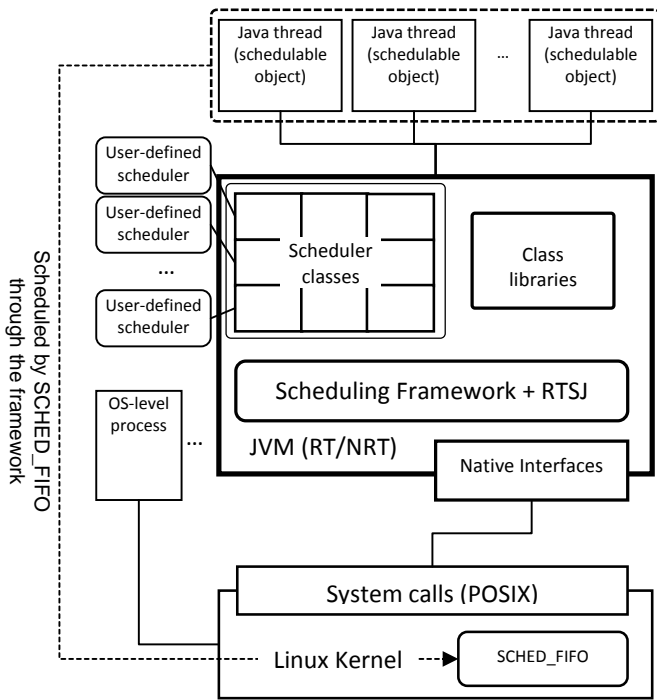 Java thread
(schedulable
object)
Java thread
(schedulable
object)
...
Java thread
(schedulable
object)
User-defined
scheduler
User-defined
scheduler
...
User-defined
scheduler
Scheduler
classes
Class
libraries
Scheduled by SCHED_FIFO
through the framework
Scheduling Framework + RTSJ
OS-level
process
...
JVM (RT/NRT)
Native Interfaces
System calls (POSIX)
Linux Kernel
SCHED_FIFO